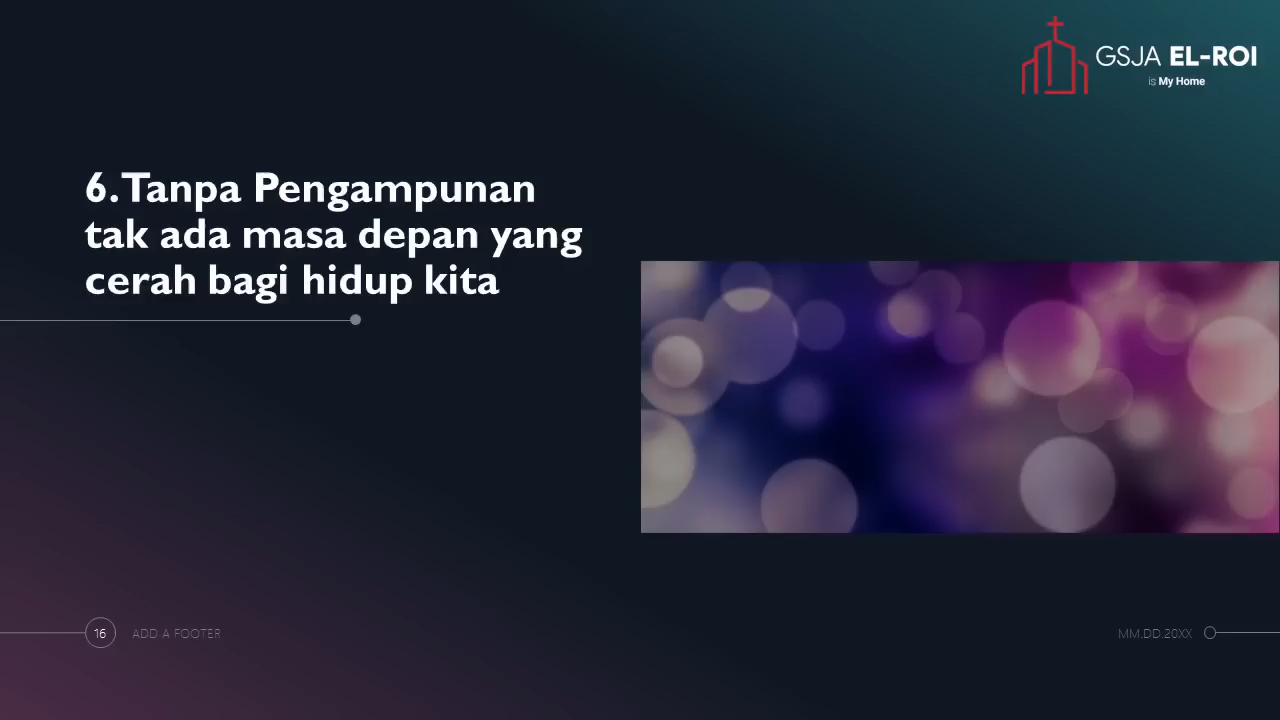 GSJA EL-ROI
is My Home
6. Tanpa Pengampunan
tak ada masa depan yang
cerah bagi hidup kita
16
ADD A FOOTER
MM.DD.20XX